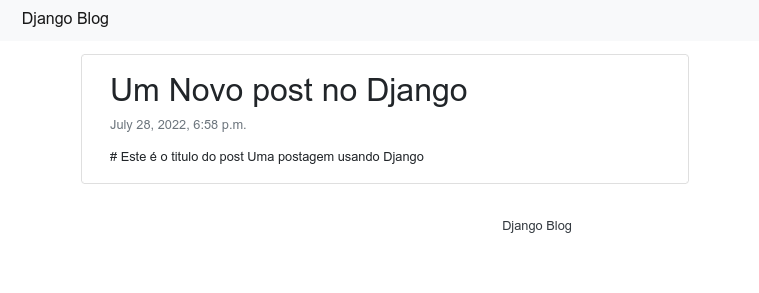 Django Blog
Um Novo post no Django
July 28, 2022, 6:58 p.m.
# Este é o titulo do post Uma postagem usando Django
Django Blog